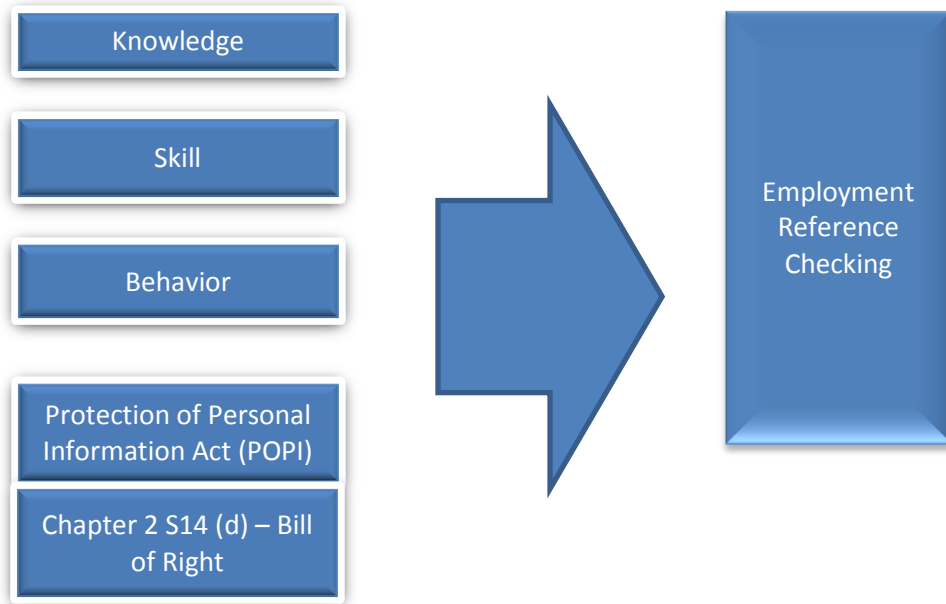 Knowledge
Skill
Behavior
Protection of Personal
Information Act (POPI)
Chapter 2 S14 (d) – Bill
of Right
Employment
Reference
Checking